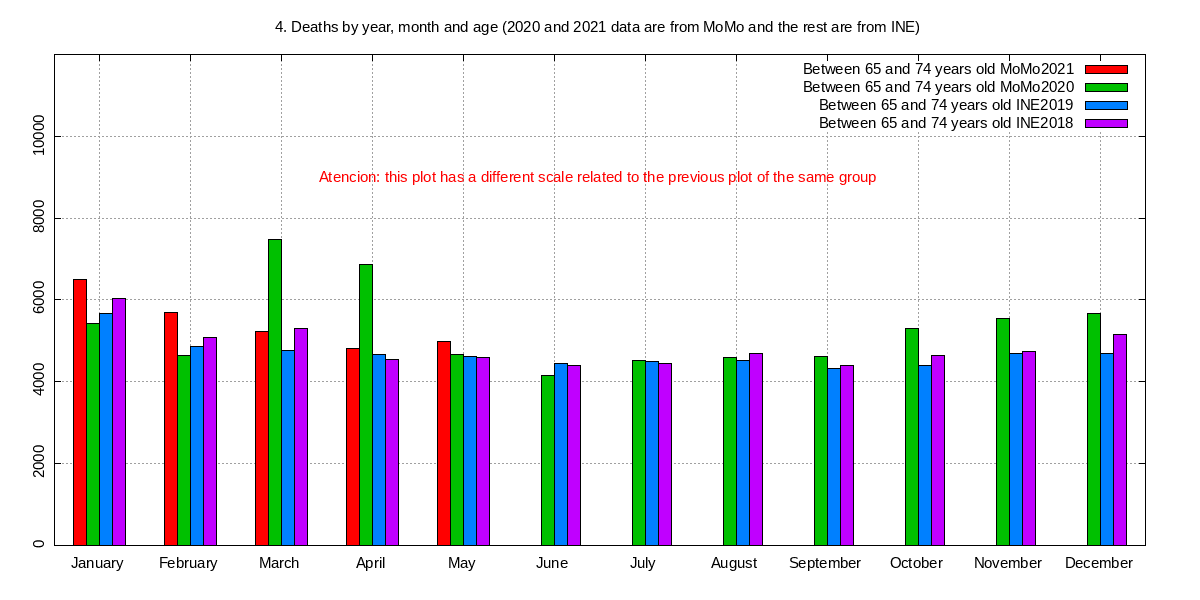 4. Deaths by year, month and age (2020 and 2021 data are from MoMo and the rest are from INE)
Between 65 and 74 years old MoMo2021
Between 65 and 74 years old MoMo2020
Between 65 and 74 years old INE2019
Between 65 and 74 years old INE2018
Atencion: this plot has a different scale related to the previous plot of the same group
10000
8000
6000
4000
2000
0
January February March April May June July August September October November December